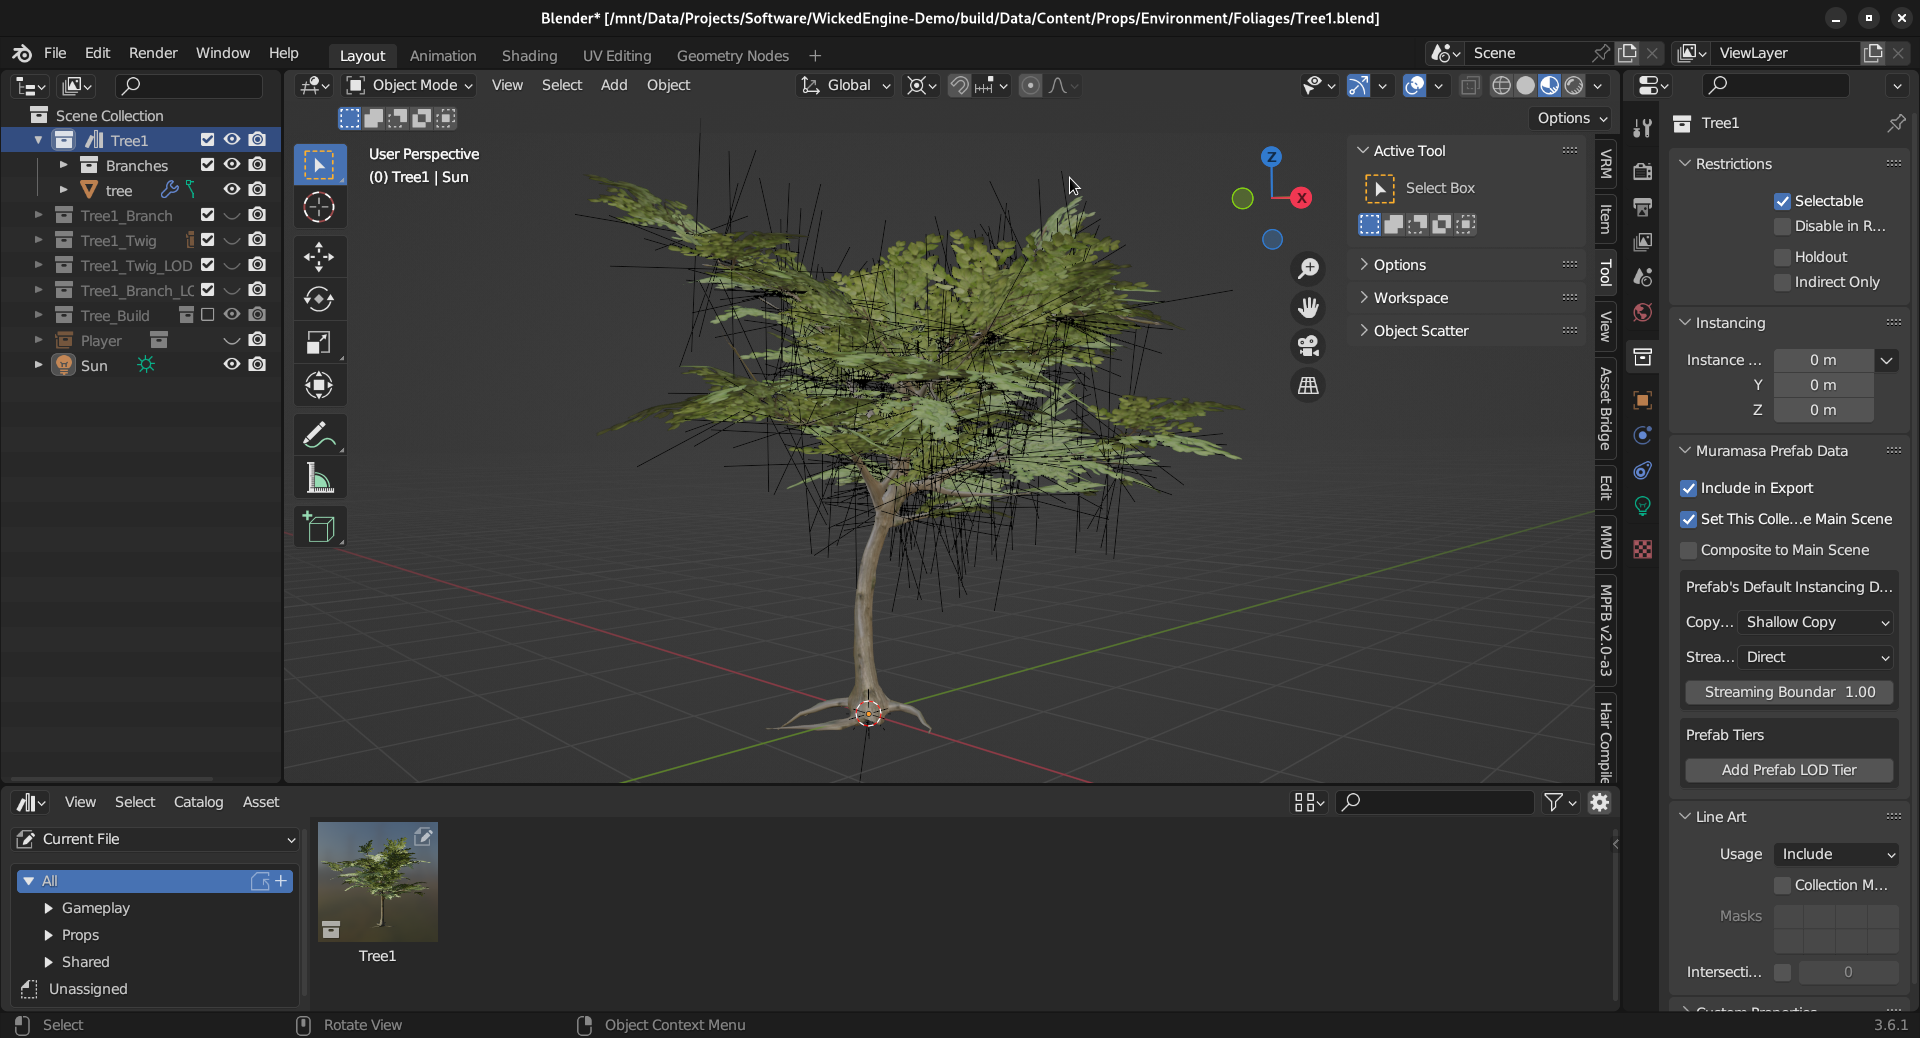 Blender* [/mnt/Data/Projects/Software/WickedEngine-Demo/build/Data/Content/Props/Environment/Foliages/Tree1.blend]
File Edit Render Window Help
Layout Animation Shading UV Editing Geometry Nodes +
Scene
ViewLayer
Object Mode View Select Add Object
Global
Options
Scene Collection
Tree1
Branches
tree
Tree1_Branch
Tree1_Twig
Tree1_Twig_LOD
Tree1_Branch_LC
Tree_Build
Player
Sun
User Perspective
(0) Tree1 | Sun
Z
X
Active Tool
Select Box
Options
Workspace
Object Scatter
VRM
Item
Tool
View
Asset Bridge
Edit
MMD
MPFB v2.0-a3
Hair Compile
Tree1
Restrictions
Selectable
Disable in R...
Holdout
Indirect Only
Instancing
Instance ... 0 m
Y 0 m
Z 0 m
Muramasa Prefab Data
Include in Export
Set This Colle...e Main Scene
Composite to Main Scene
Prefab's Default Instancing D...
Copy... Shallow Copy
Strea... Direct
Streaming Boundar 1.00
Prefab Tiers
Add Prefab LOD Tier
Line Art
Usage Include
Collection M...
Masks
Intersecti... 0
Custom Properties
View Select Catalog Asset
Current File
All
Gameplay
Props
Shared
Unassigned
Tree1
Select
Rotate View
Object Context Menu
3.6.1